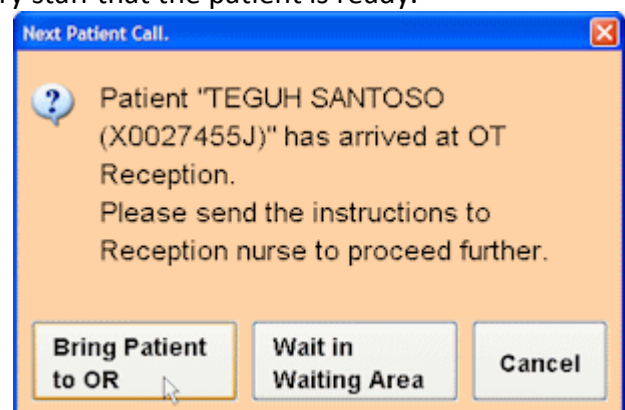 ry staff that the patient is ready.
Next Patient Call.
Patient "TEGUH SANTOSO
(X0027455J)" has arrived at OT
Reception.
Please send the instructions to
Reception nurse to proceed further.
Bring Patient
to OR
Wait in
Waiting Area
Cancel